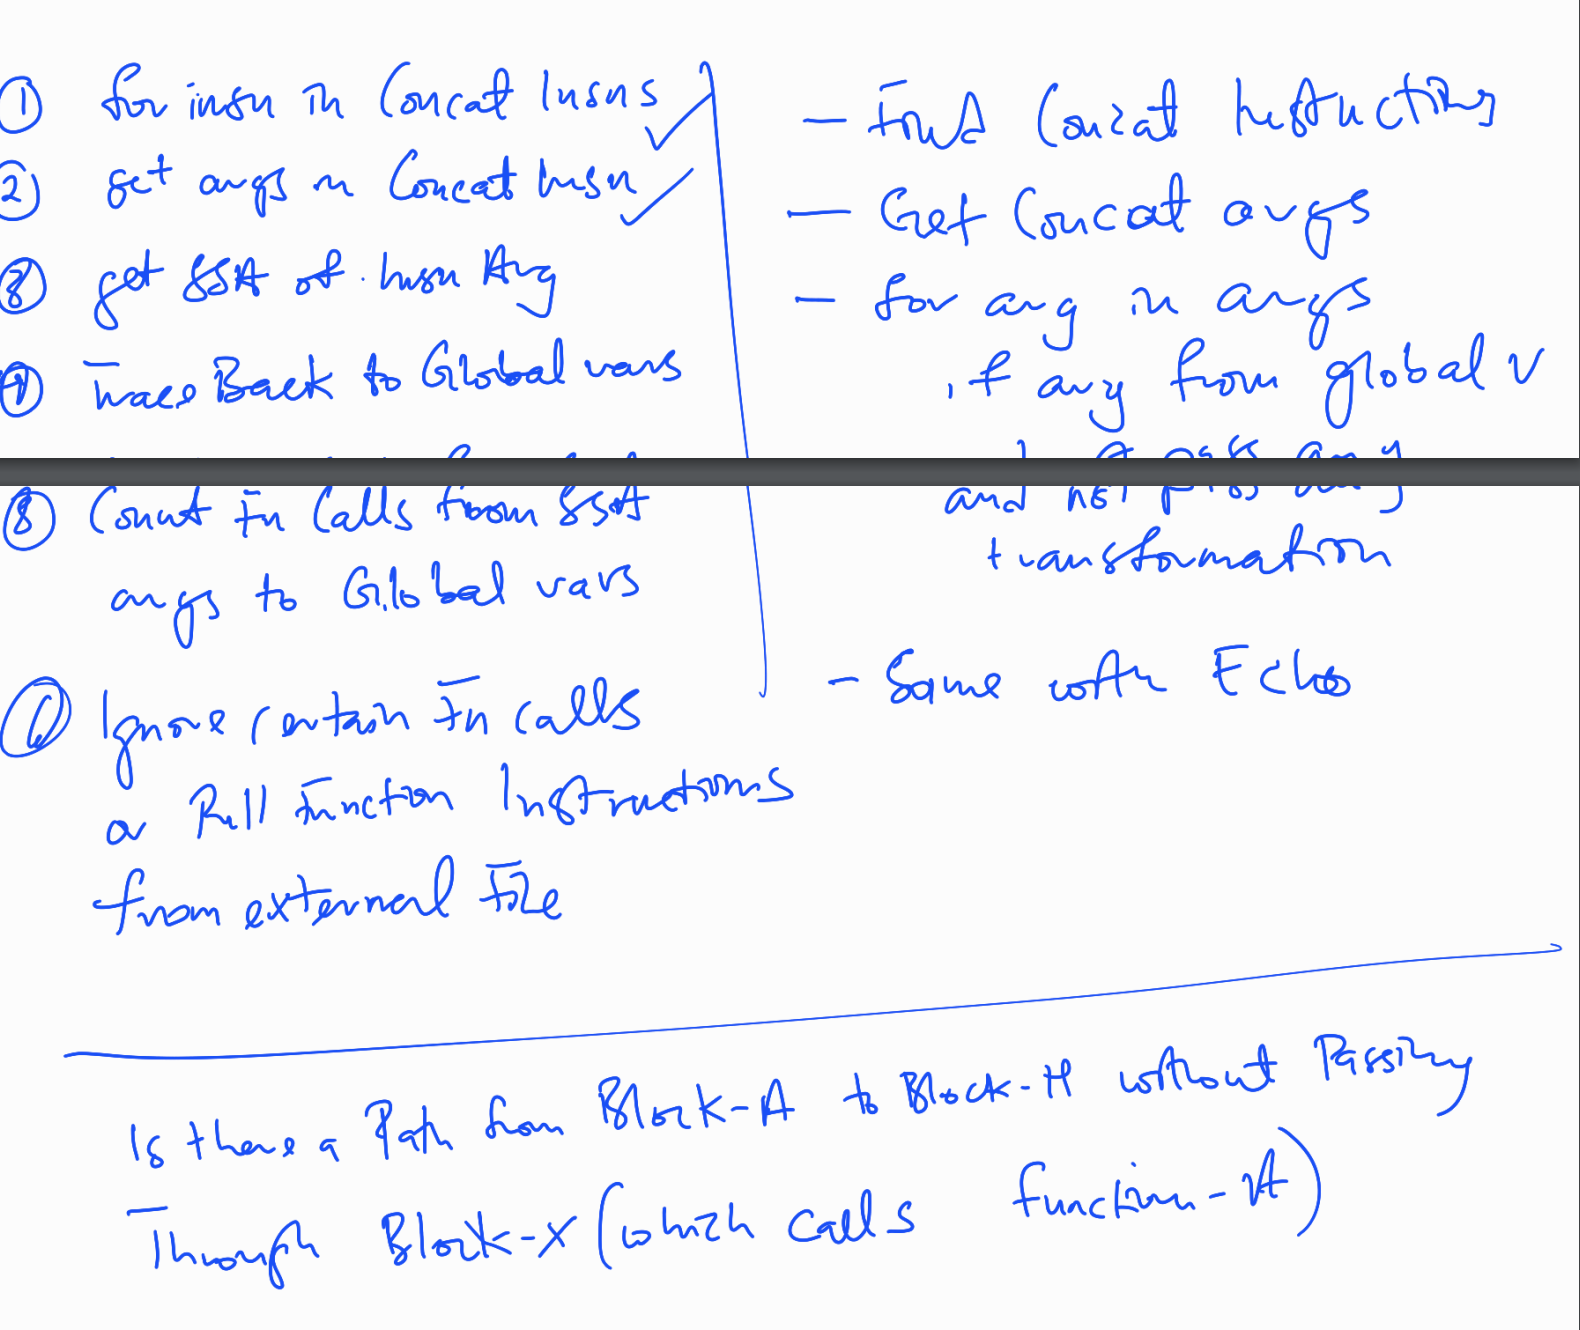 ① for insn in Concat Insns
② get args in Concat Insn
③ get SSA of Insn Arg
④ Trace Back to Global vars
⑤ Count Fn Calls from SSA
args to Global vars
⑥ Ignore certain Fn calls
or Pull Function Instructions
from external File
- Find Concat Instructions
- Get Concat args
- for arg in args
if any from global v
and not pass any
transformation
- Same with Echo
Is there a Path from Block-A to Block-H without Passing
Through Block-X (which calls function-A)